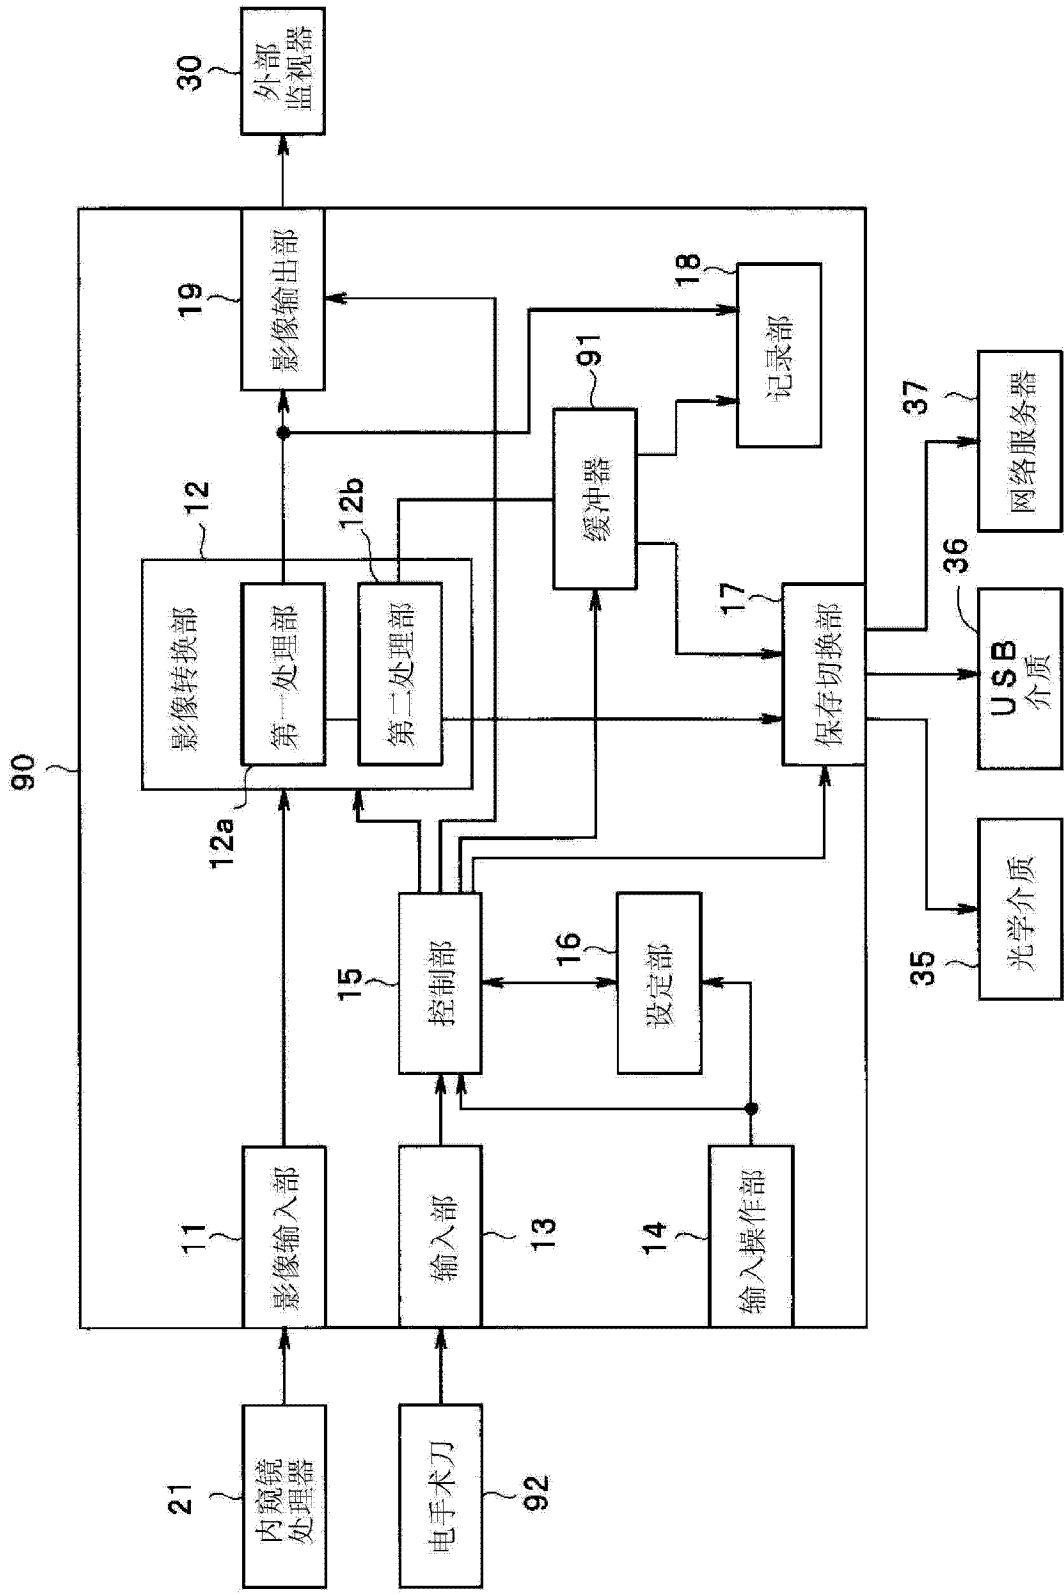 90
21
内窥镜
处理器
11
影像输入部
12
影像转换部
12a
第一处理部
12b
第二处理部
19
影像输出部
30
外部
监视器
92
电手术刀
13
输入部
15
控制部
16
设定部
14
输入操作部
91
缓冲器
18
记录部
17
保存切换部
35
光学介质
36
USB
介质
37
网络服务器